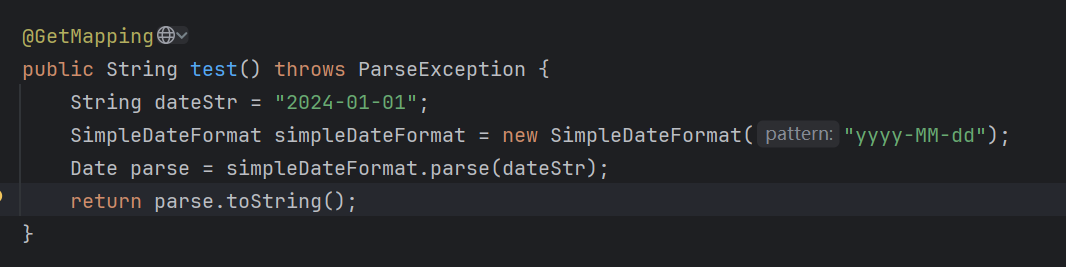 @GetMapping
public String test() throws ParseException {
String dateStr = "2024-01-01";
SimpleDateFormat simpleDateFormat = new SimpleDateFormat( pattern: "yyyy-MM-dd");
Date parse = simpleDateFormat.parse(dateStr);
return parse.toString();
}